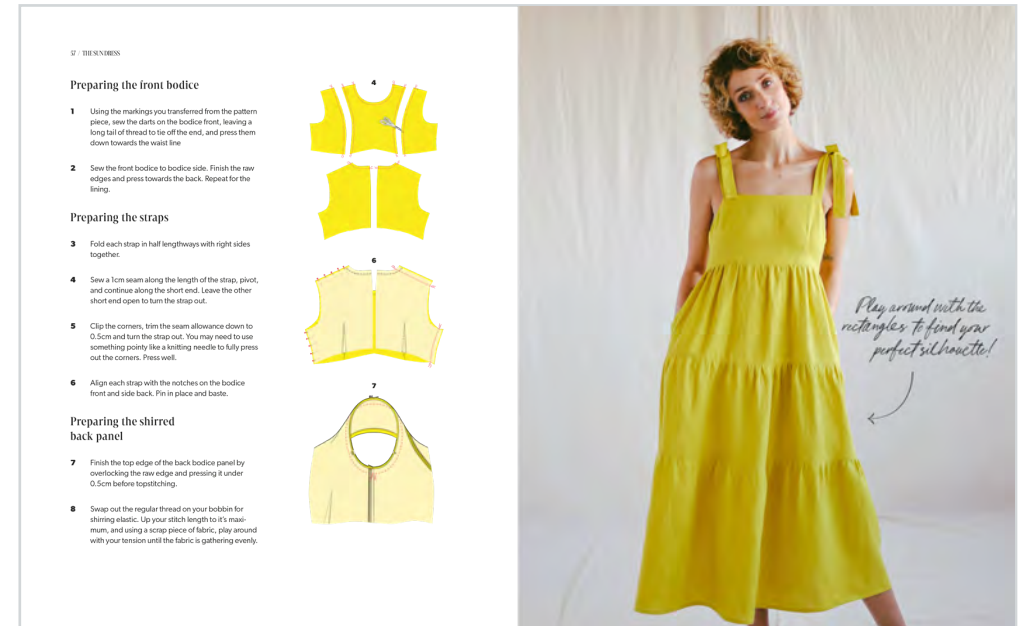 57 / THE SUN DRESS
Preparing the front bodice
1 Using the markings you transferred from the pattern
piece, sew the darts on the bodice front, leaving a
long tail of thread to tie off the end, and press them
down towards the waist line
2 Sew the front bodice to bodice side. Finish the raw
edges and press towards the back. Repeat for the
lining.
Preparing the straps
3 Fold each strap in half lengthways with right sides
together.
4 Sew a 1cm seam along the length of the strap, pivot,
and continue along the short end. Leave the other
short end open to turn the strap out.
5 Clip the corners, trim the seam allowance down to
0.5cm and turn the strap out. You may need to use
something pointy like a knitting needle to fully press
out the corners. Press well.
6 Align each strap with the notches on the bodice
front and side back. Pin in place and baste.
Preparing the shirred
back panel
7 Finish the top edge of the back bodice panel by
overlocking the raw edge and pressing it under
0.5cm before topstitching.
8 Swap out the regular thread on your bobbin for
shirring elastic. Up your stitch length to it's maxi-
mum, and using a scrap piece of fabric, play around
with your tension until the fabric is gathering evenly.
4
6
7
Play around with the
rectangles to find your
perfect silhouette!